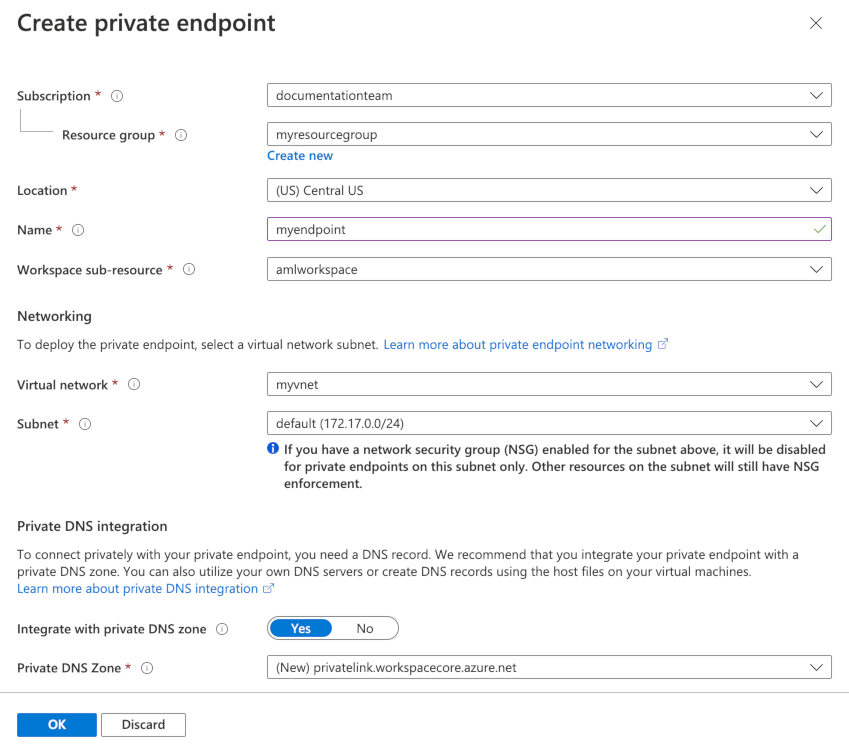 Create private endpoint
Subscription *
documentationteam
Resource group *
myresourcegroup
Create new
Location *
(US) Central US
Name *
myendpoint
Workspace sub-resource *
amlworkspace
Networking
To deploy the private endpoint, select a virtual network subnet. Learn more about private endpoint networking
Virtual network *
myvnet
Subnet *
default (172.17.0.0/24)
If you have a network security group (NSG) enabled for the subnet above, it will be disabled
for private endpoints on this subnet only. Other resources on the subnet will still have NSG
enforcement.
Private DNS integration
To connect privately with your private endpoint, you need a DNS record. We recommend that you integrate your private endpoint with a
private DNS zone. You can also utilize your own DNS servers or create DNS records using the host files on your virtual machines.
Learn more about private DNS integration
Integrate with private DNS zone
Yes No
Private DNS Zone *
(New) privatelink.workspacecore.azure.net
OK Discard